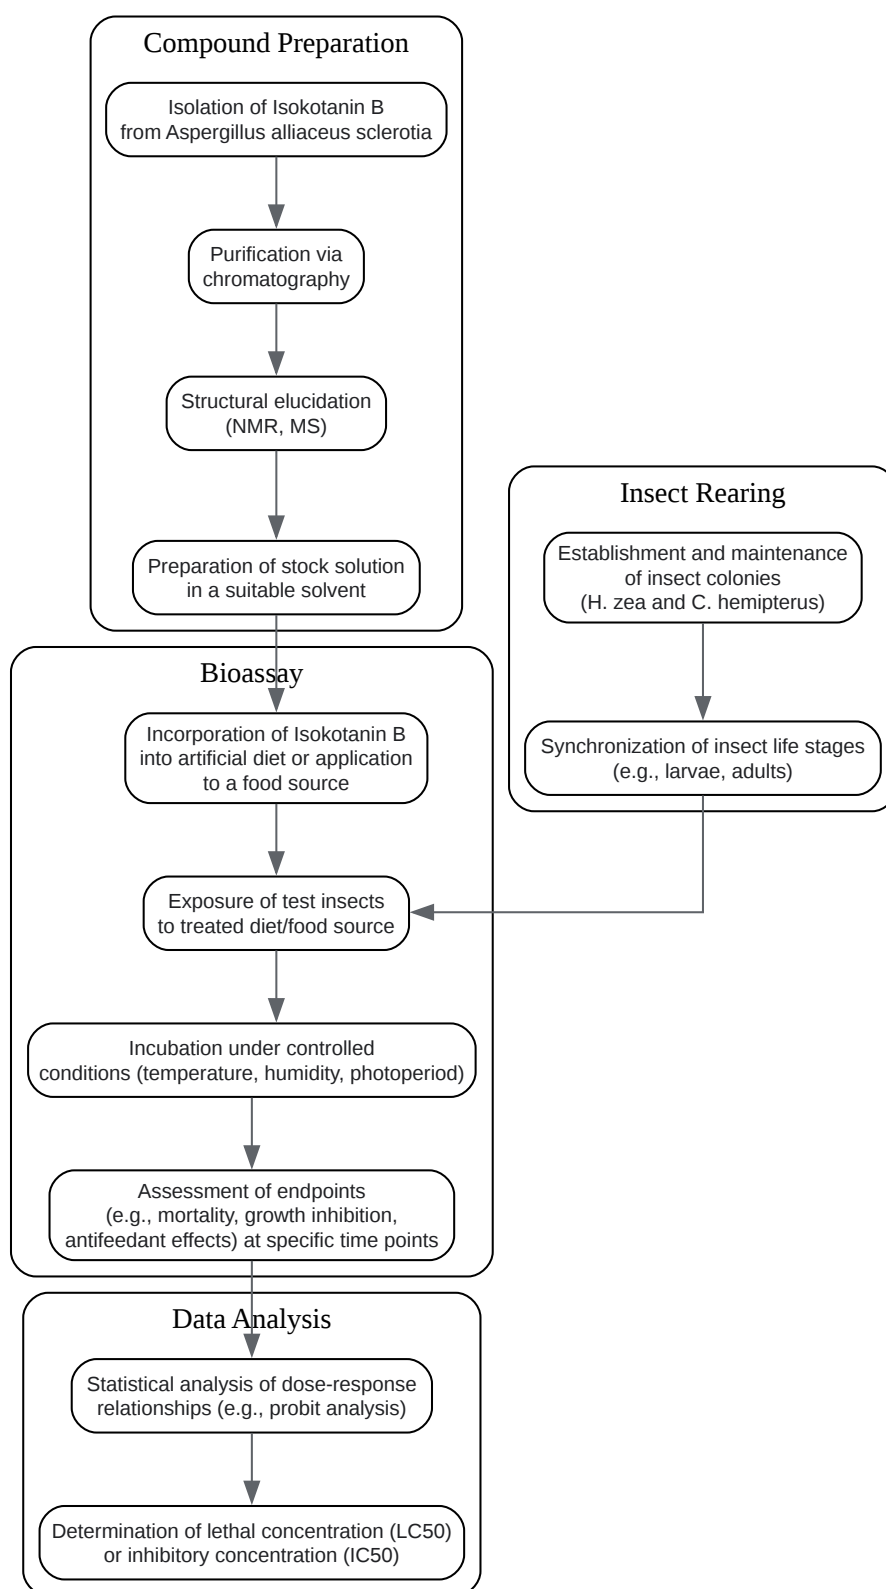 Compound Preparation
Isolation of Isokotanin B
from Aspergillus alliaceus sclerotia
Purification via
chromatography
Structural elucidation
(NMR, MS)
Preparation of stock solution
in a suitable solvent
Insect Rearing
Establishment and maintenance
of insect colonies
(H. zea and C. hemipterus)
Synchronization of insect life stages
(e.g., larvae, adults)
Bioassay
Incorporation of Isokotanin B
into artificial diet or application
to a food source
Exposure of test insects
to treated diet/food source
Incubation under controlled
conditions (temperature, humidity, photoperiod)
Assessment of endpoints
(e.g., mortality, growth inhibition,
antifeedant effects) at specific time points
Data Analysis
Statistical analysis of dose-response
relationships (e.g., probit analysis)
Determination of lethal concentration (LC50)
or inhibitory concentration (IC50)